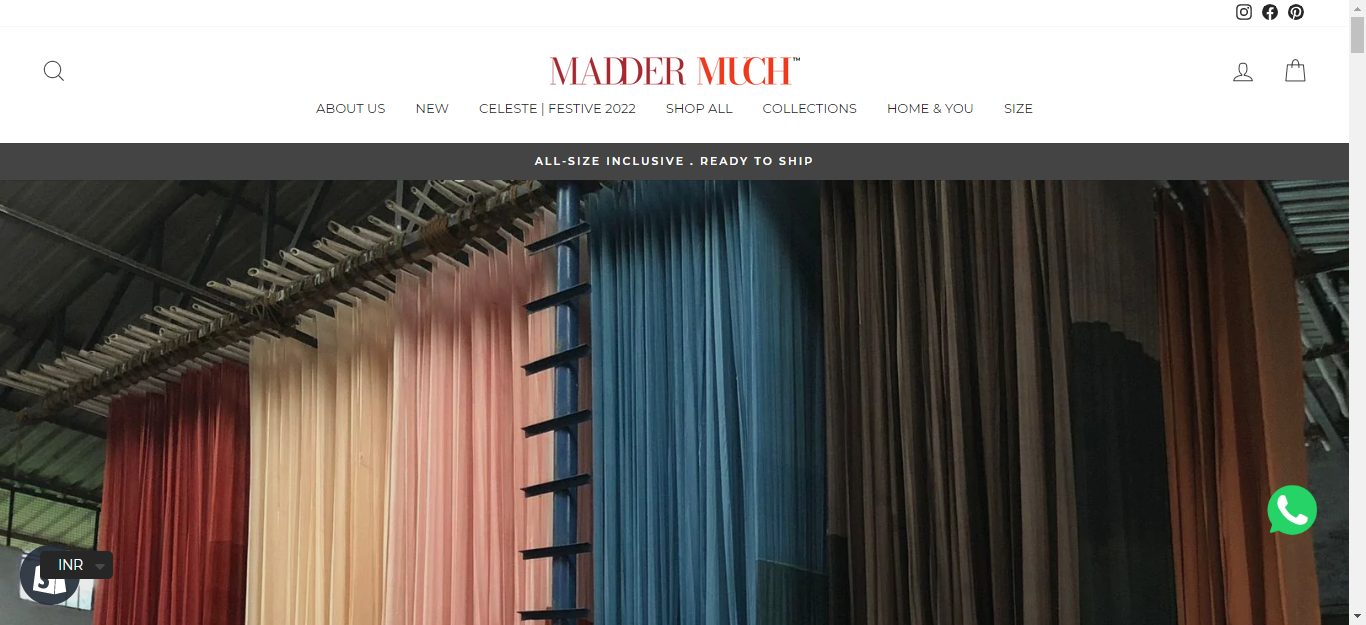 MADDER MUCH™
ABOUT US NEW CELESTE | FESTIVE 2022 SHOP ALL COLLECTIONS HOME & YOU SIZE
ALL-SIZE INCLUSIVE . READY TO SHIP
INR